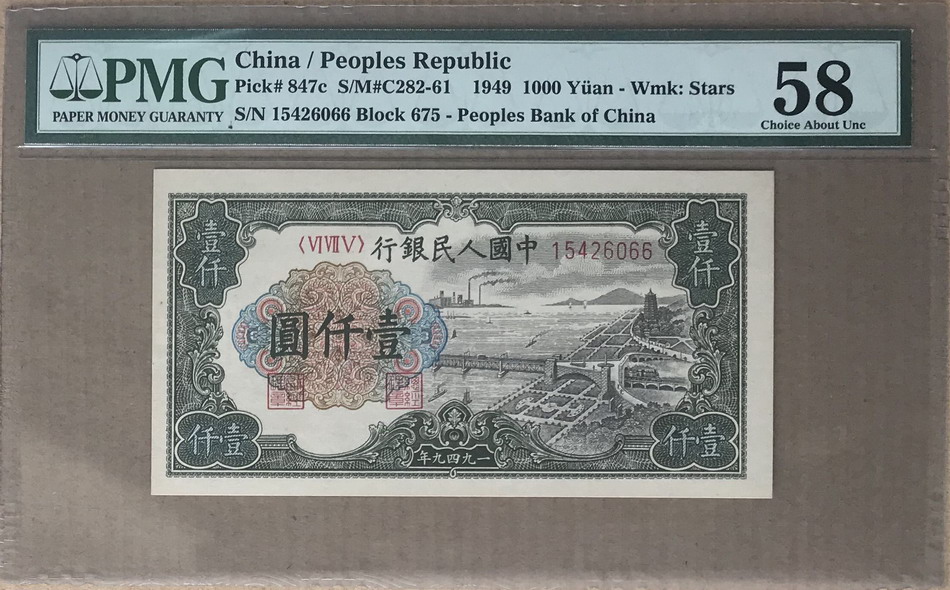 PMG
PAPER MONEY GUARANTY
China / Peoples Republic
Pick# 847c S/M#C282-61 1949 1000 Yüan - Wmk: Stars
S/N 15426066 Block 675 - Peoples Bank of China
58
Choice About Unc
壹仟
壹仟
〈VI VII V〉 行銀民人國中 15426066
圓仟壹
仟壹
仟壹
年九四九一
6